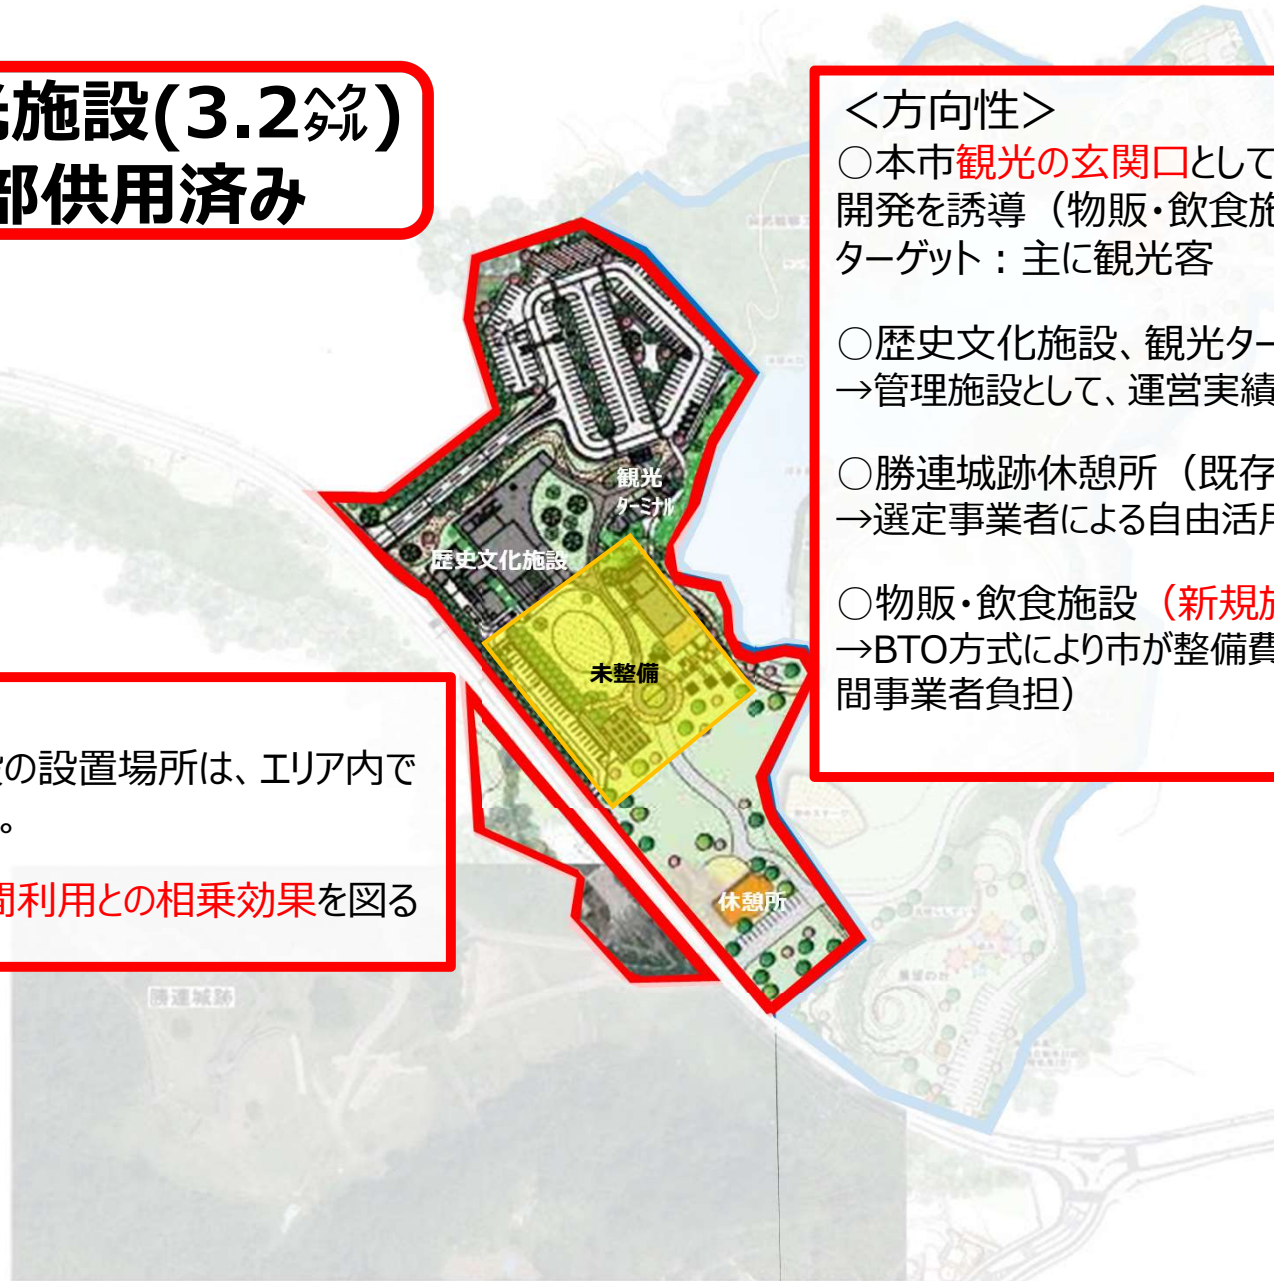 光施設(3.2ヘクタール)
部供用済み
＜方向性＞
○本市観光の玄関口として
開発を誘導（物販・飲食施
ターゲット：主に観光客
○歴史文化施設、観光ター
→管理施設として、運営実績
○勝連城跡休憩所（既存
→選定事業者による自由活用
○物販・飲食施設（新規施
→BTO方式により市が整備費
間事業者負担）
観光
ターミナル
歴史文化施設
未整備
の設置場所は、エリア内で
。
間利用との相乗効果を図る
休憩所
勝連城跡